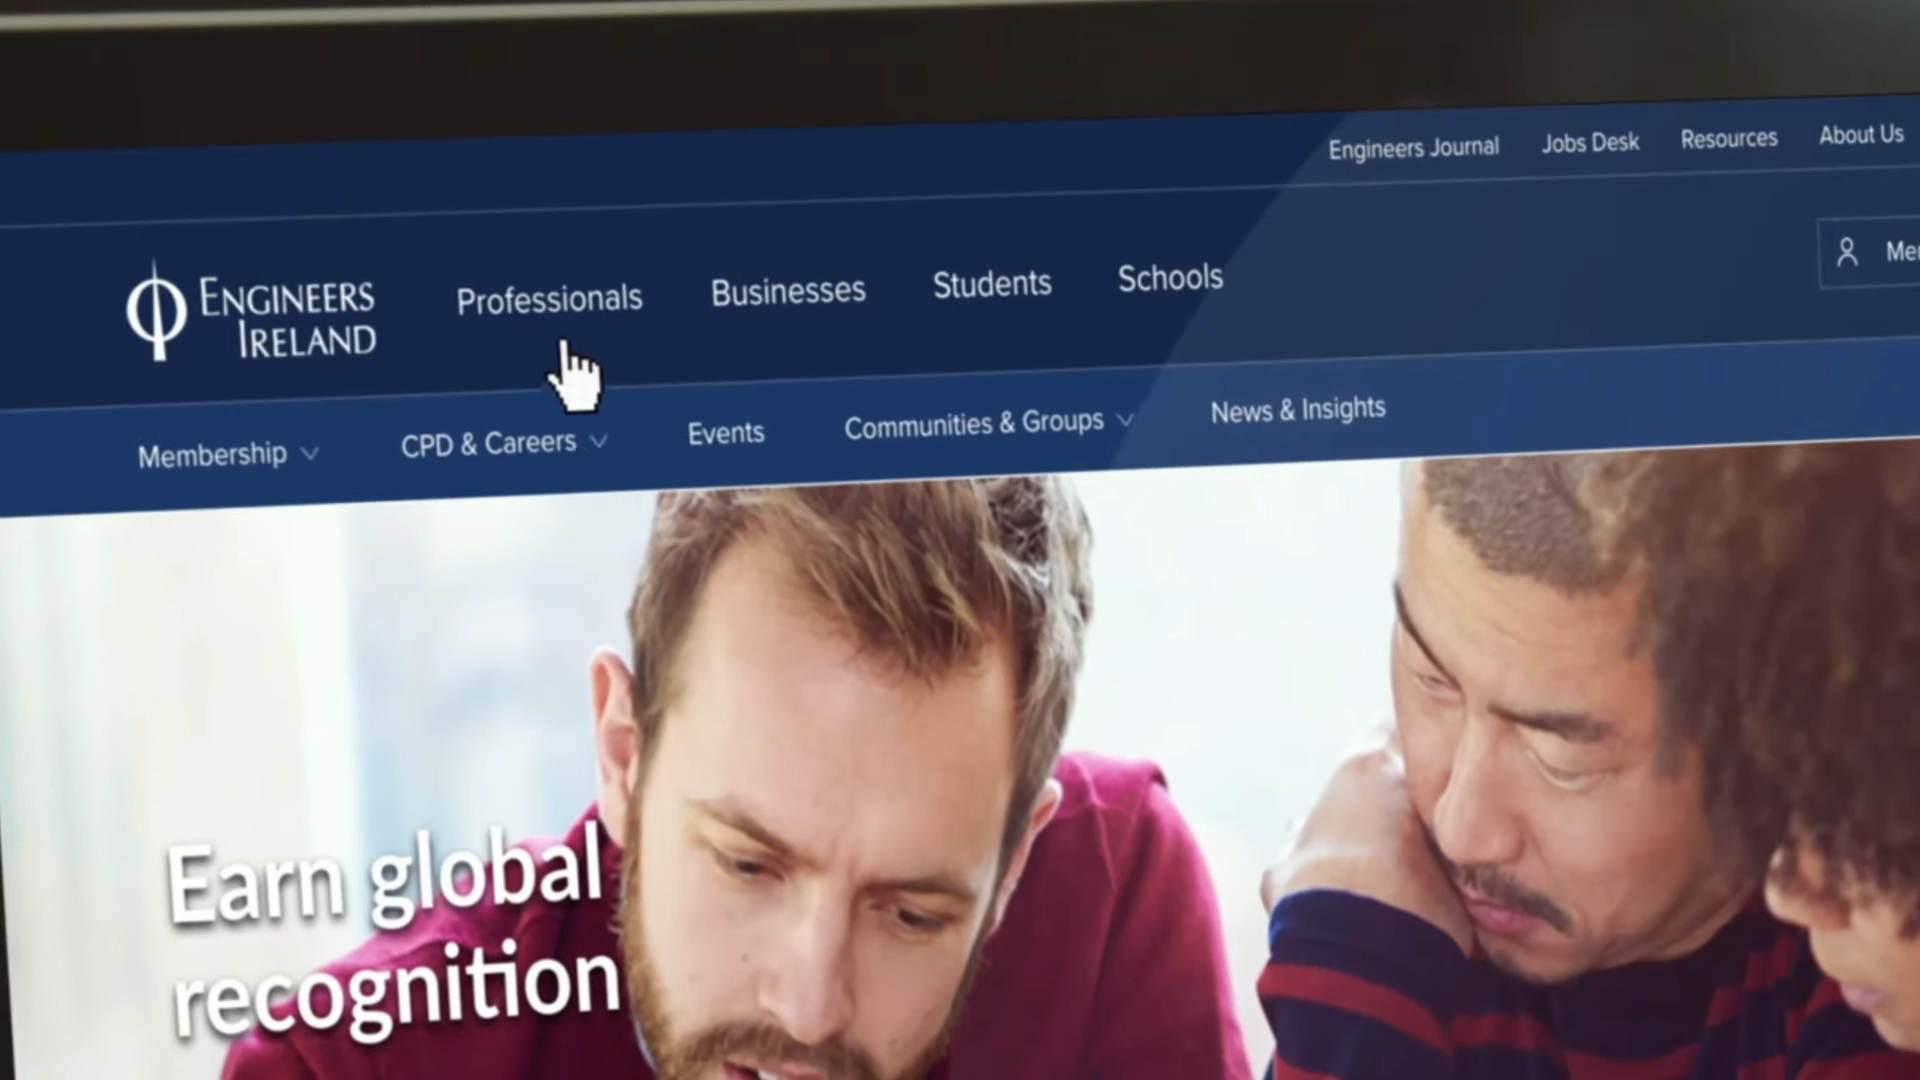 Engineers Journal Jobs Desk Resources About Us
ENGINEERS
IRELAND
Professionals Businesses Students Schools
Membership CPD & Careers Events Communities & Groups News & Insights
Earn global
recognition